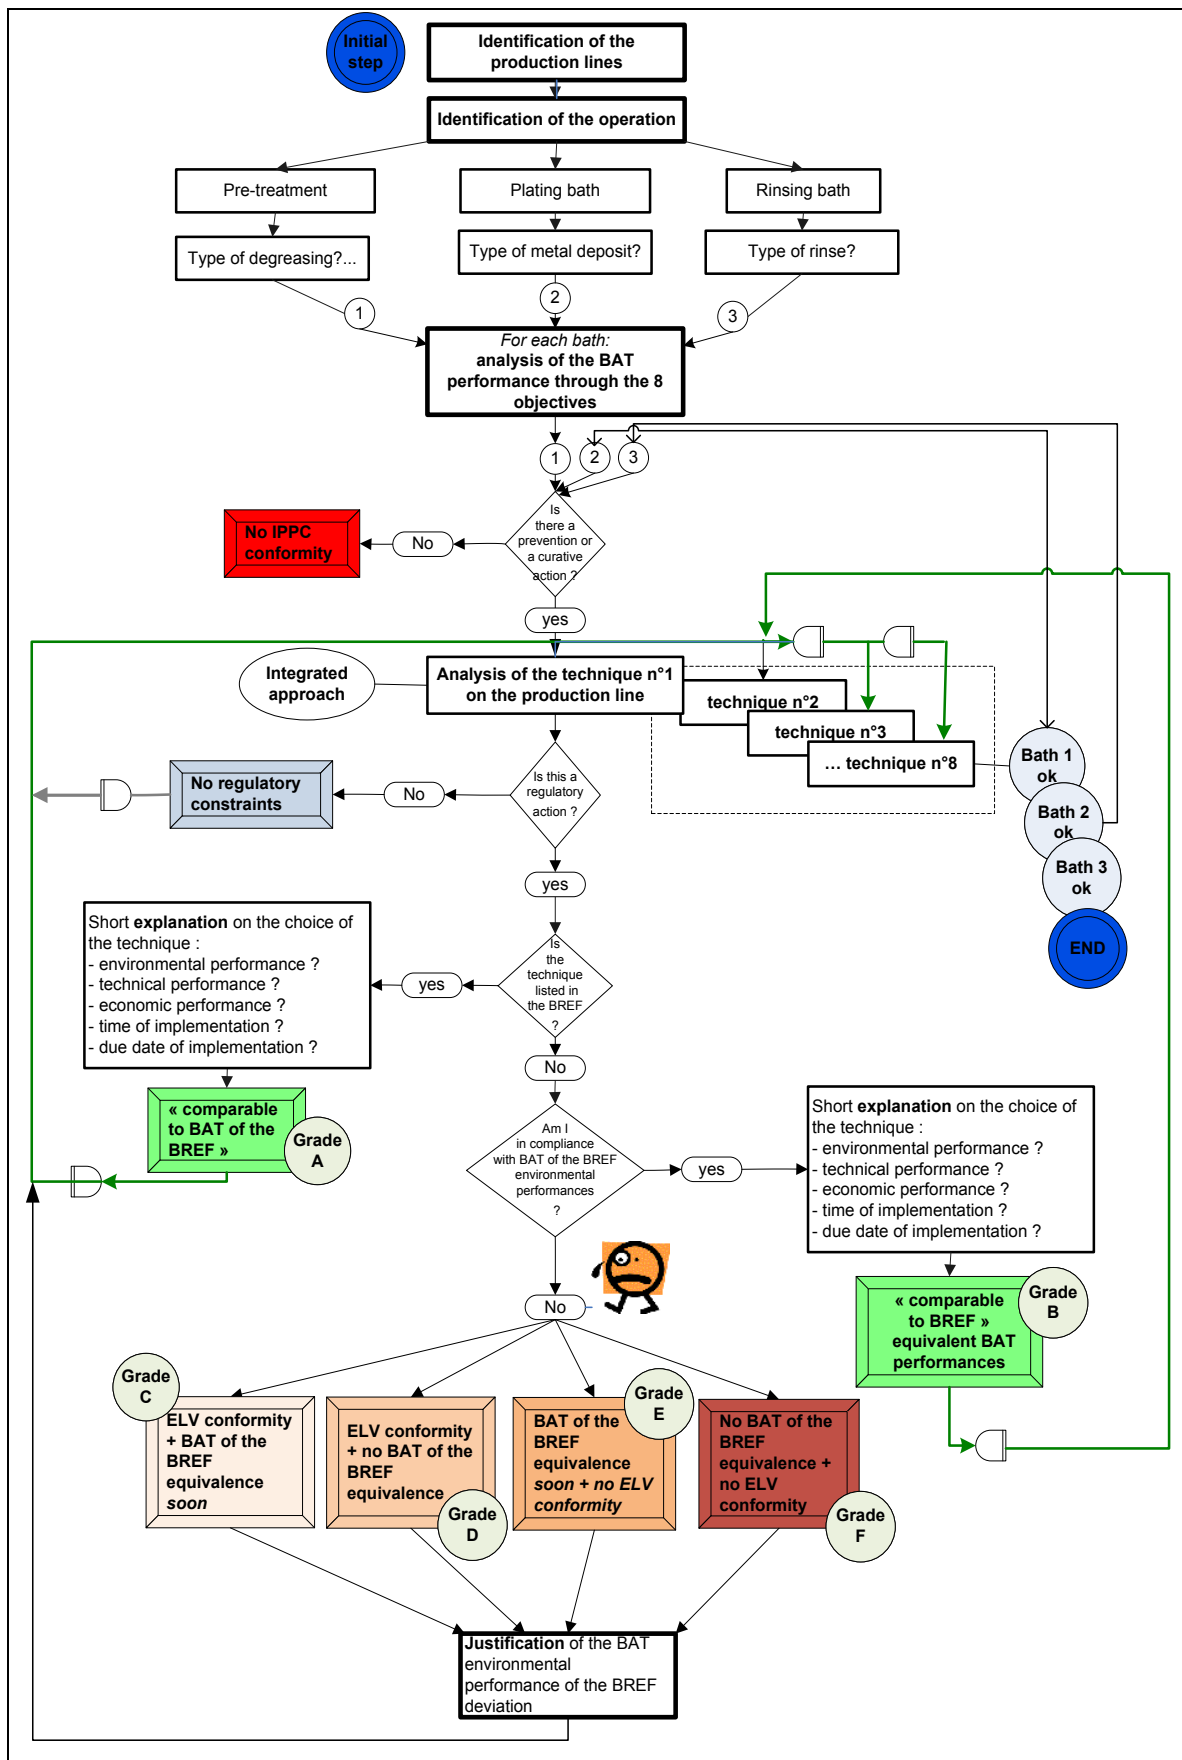 Initial
step
Identification of the
production lines
Identification of the operation
Pre-treatment
Plating bath
Rinsing bath
Type of degreasing?...
Type of metal deposit?
Type of rinse?
1
2
3
For each bath:
analysis of the BAT
performance through the 8
objectives
1
2
3
Is
there a
prevention or
a curative
action ?
No
No IPPC
conformity
yes
Integrated
approach
Analysis of the technique n°1
on the production line
technique n°2
technique n°3
... technique n°8
Bath 1
ok
Bath 2
ok
Bath 3
ok
END
Is this a
regulatory
action ?
No
No regulatory
constraints
yes
Short explanation on the choice of
the technique :
- environmental performance ?
- technical performance ?
- economic performance ?
- time of implementation ?
- due date of implementation ?
yes
Is
the
technique
listed in
the BREF
?
No
« comparable
to BAT of the
BREF »
Grade
A
Am I
in compliance
with BAT of the BREF
environmental
performances
?
yes
Short explanation on the choice of
the technique :
- environmental performance ?
- technical performance ?
- economic performance ?
- time of implementation ?
- due date of implementation ?
No
« comparable
to BREF »
equivalent BAT
performances
Grade
B
Grade
C
ELV conformity
+ BAT of the
BREF
equivalence
soon
ELV conformity
+ no BAT of the
BREF
equivalence
Grade
D
BAT of the
BREF
equivalence
soon + no ELV
conformity
Grade
E
No BAT of the
BREF
equivalence +
no ELV
conformity
Grade
F
Justification of the BAT
environmental
performance of the BREF
deviation